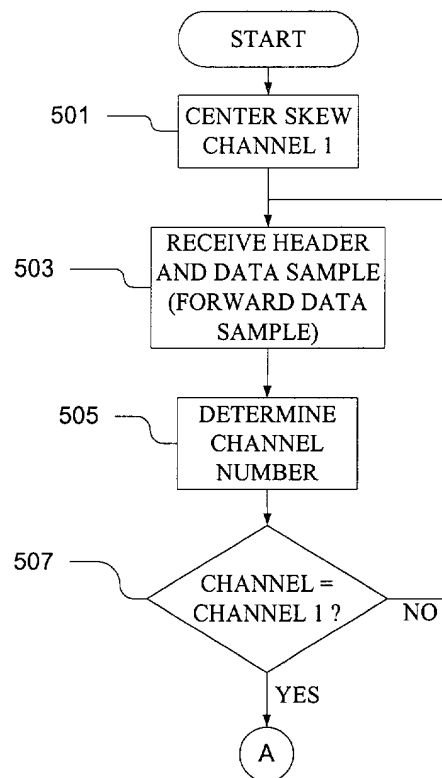 START
501
CENTER SKEW
CHANNEL 1
503
RECEIVE HEADER
AND DATA SAMPLE
(FORWARD DATA
SAMPLE)
505
DETERMINE
CHANNEL
NUMBER
507
CHANNEL =
CHANNEL 1 ?
NO
YES
A